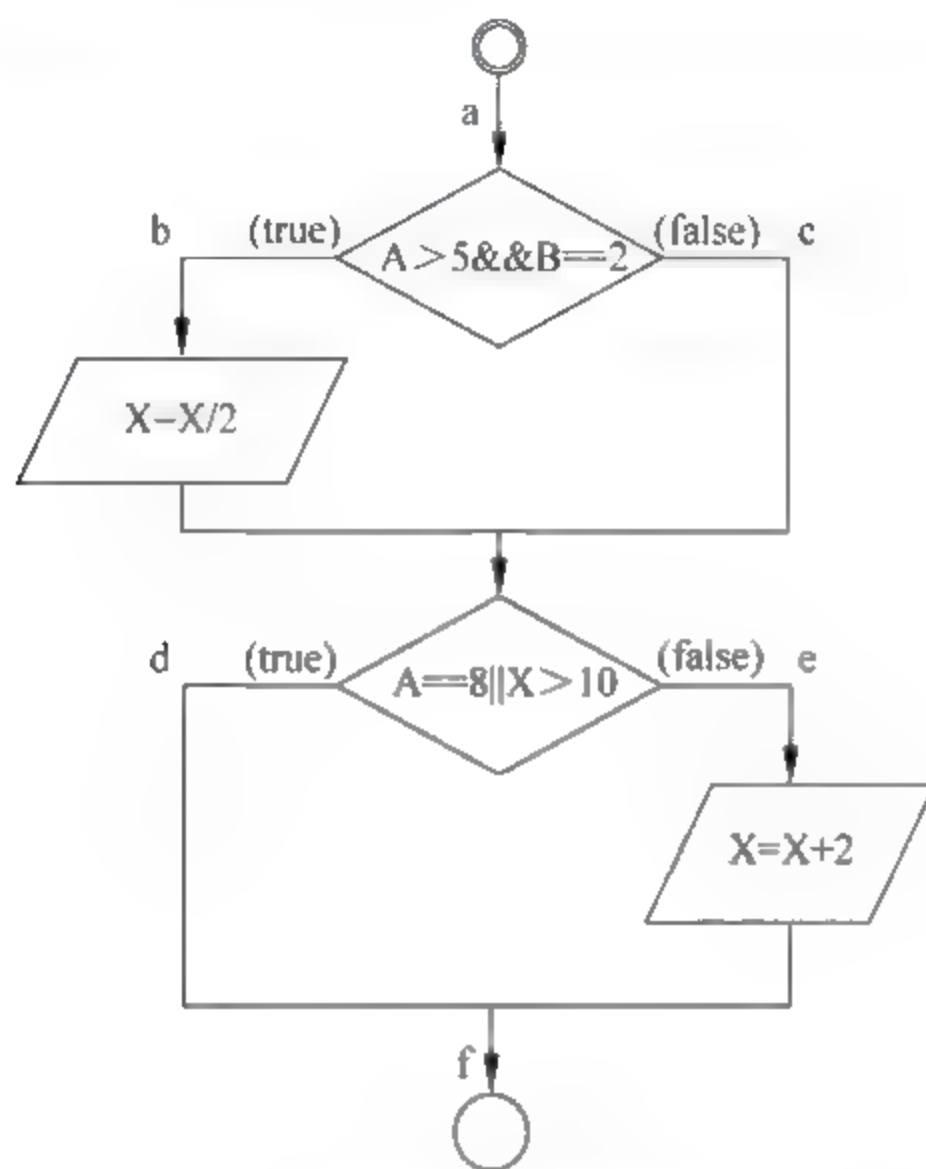 a
b (true) A>5&&B==2 (false) c
X-X/2
d (true) A==8||X>10 (false) e
X=X+2
f